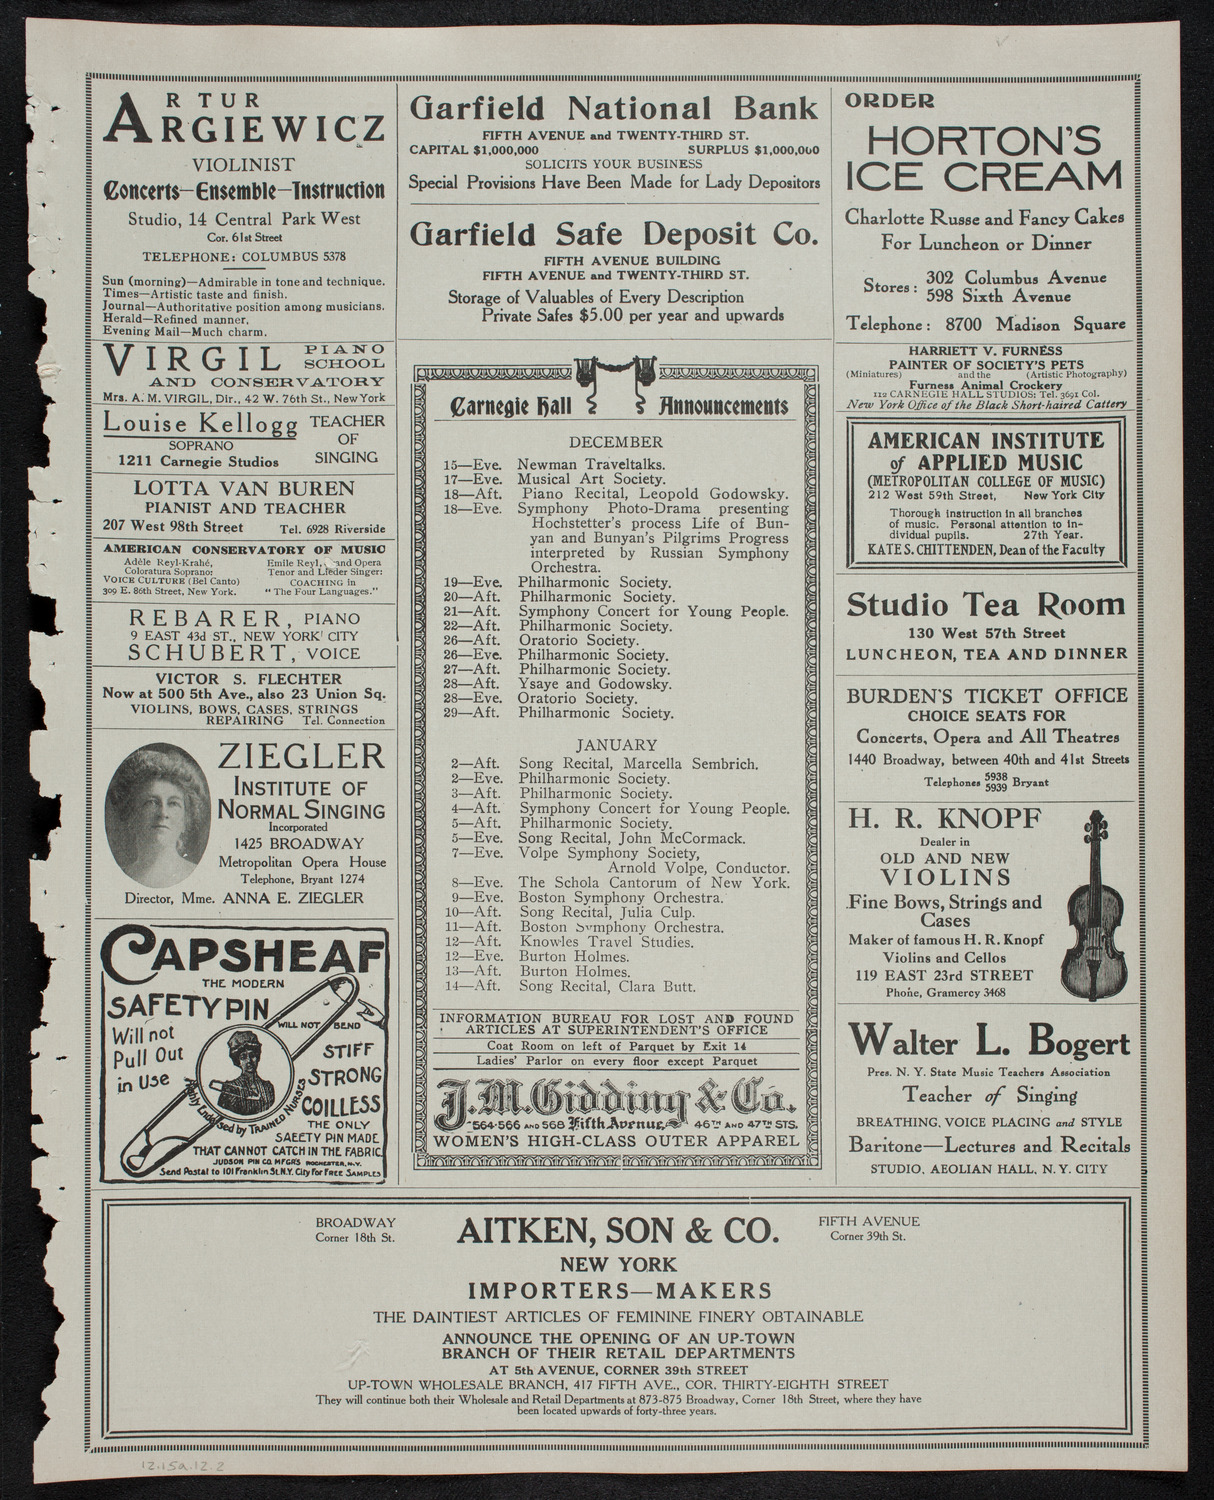 ARTUR
ARGIEWICZ
VIOLINIST
Concerts—Ensemble—Instruction
Studio, 14 Central Park West
Cor. 61st Street
TELEPHONE: COLUMBUS 5378
Sun (morning)—Admirable in tone and technique.
Times—Artistic taste and finish.
Journal—Authoritative position among musicians.
Herald—Refined manner.
Evening Mail—Much charm.
VIRGIL PIANO SCHOOL
AND CONSERVATORY
Mrs. A. M. VIRGIL, Dir., 42 W. 76th St., New York
Louise Kellogg TEACHER
SOPRANO OF
1211 Carnegie Studios SINGING
LOTTA VAN BUREN
PIANIST AND TEACHER
207 West 98th Street Tel. 6928 Riverside
AMERICAN CONSERVATORY OF MUSIC
Adèle Reyl-Krahé, Emile Reyl, and Opera
Coloratura Soprano: Tenor and Lieder Singer:
VOICE CULTURE (Bel Canto) COACHING in
309 E. 86th Street, New York. "The Four Languages."
REBARER, PIANO
9 EAST 43d ST., NEW YORK CITY
SCHUBERT, VOICE
VICTOR S. FLECHTER
Now at 500 5th Ave., also 23 Union Sq.
VIOLINS, BOWS, CASES, STRINGS
REPAIRING Tel. Connection
ZIEGLER
INSTITUTE OF
NORMAL SINGING
Incorporated
1425 BROADWAY
Metropolitan Opera House
Telephone, Bryant 1274
Director, Mme. ANNA E. ZIEGLER
CAPSHEAF
THE MODERN
SAFETY PIN
WILL NOT BEND
Will not
Pull Out
in Use
STIFF
STRONG
COILLESS
Highly Endorsed by TRAINED NURSES
THE ONLY
SAFETY PIN MADE
THAT CANNOT CATCH IN THE FABRIC
JUDSON PIN CO. MFGR'S ROCHESTER, N.Y.
Send Postal to 101 Franklin St. N.Y. City for FREE SAMPLES
Garfield National Bank
FIFTH AVENUE and TWENTY-THIRD ST.
CAPITAL $1,000,000 SURPLUS $1,000,000
SOLICITS YOUR BUSINESS
Special Provisions Have Been Made for Lady Depositors
Garfield Safe Deposit Co.
FIFTH AVENUE BUILDING
FIFTH AVENUE and TWENTY-THIRD ST.
Storage of Valuables of Every Description
Private Safes $5.00 per year and upwards
Carnegie Hall Announcements
DECEMBER
15—Eve. Newman Traveltalks.
17—Eve. Musical Art Society.
18—Aft. Piano Recital, Leopold Godowsky.
18—Eve. Symphony Photo-Drama presenting
Hochstetter's process Life of Bun-
yan and Bunyan's Pilgrims Progress
interpreted by Russian Symphony
Orchestra.
19—Eve. Philharmonic Society.
20—Aft. Philharmonic Society.
21—Aft. Symphony Concert for Young People.
22—Aft. Philharmonic Society.
26—Aft. Oratorio Society.
26—Eve. Philharmonic Society.
27—Aft. Philharmonic Society.
28—Aft. Ysaye and Godowsky.
28—Eve. Oratorio Society.
29—Aft. Philharmonic Society.
JANUARY
2—Aft. Song Recital, Marcella Sembrich.
2—Eve. Philharmonic Society.
3—Aft. Philharmonic Society.
4—Aft. Symphony Concert for Young People.
5—Aft. Philharmonic Society.
5—Eve. Song Recital, John McCormack.
7—Eve. Volpe Symphony Society,
Arnold Volpe, Conductor.
8—Eve. The Schola Cantorum of New York.
9—Eve. Boston Symphony Orchestra.
10—Aft. Song Recital, Julia Culp.
11—Aft. Boston Symphony Orchestra.
12—Aft. Knowles Travel Studies.
12—Eve. Burton Holmes.
13—Aft. Burton Holmes.
14—Aft. Song Recital, Clara Butt.
INFORMATION BUREAU FOR LOST AND FOUND
ARTICLES AT SUPERINTENDENT'S OFFICE
Coat Room on left of Parquet by Exit 14
Ladies' Parlor on every floor except Parquet
J. M. Gidding & Co.
564-566 AND 568 Fifth Avenue, 46TH AND 47TH STS.
WOMEN'S HIGH-CLASS OUTER APPAREL
ORDER
HORTON'S
ICE CREAM
Charlotte Russe and Fancy Cakes
For Luncheon or Dinner
Stores: 302 Columbus Avenue
598 Sixth Avenue
Telephone: 8700 Madison Square
HARRIETT V. FURNESS
PAINTER OF SOCIETY'S PETS
(Miniatures) and the (Artistic Photography)
Furness Animal Crockery
112 CARNEGIE HALL STUDIOS: Tel. 3691 Col.
New York Office of the Black Short-haired Cattery
AMERICAN INSTITUTE
of APPLIED MUSIC
(METROPOLITAN COLLEGE OF MUSIC)
212 West 59th Street, New York City
Thorough instruction in all branches
of music. Personal attention to in-
dividual pupils. 27th Year.
KATE S. CHITTENDEN, Dean of the Faculty
Studio Tea Room
130 West 57th Street
LUNCHEON, TEA AND DINNER
BURDEN'S TICKET OFFICE
CHOICE SEATS FOR
Concerts, Opera and All Theatres
1440 Broadway, between 40th and 41st Streets
Telephones 5938 5939 Bryant
H. R. KNOPF
Dealer in
OLD AND NEW
VIOLINS
Fine Bows, Strings and
Cases
Maker of famous H. R. Knopf
Violins and Cellos
119 EAST 23rd STREET
Phone, Gramercy 3468
Walter L. Bogert
Pres. N. Y. State Music Teachers Association
Teacher of Singing
BREATHING, VOICE PLACING and STYLE
Baritone—Lectures and Recitals
STUDIO, AEOLIAN HALL, N. Y. CITY
BROADWAY
Corner 18th St.
AITKEN, SON & CO.
FIFTH AVENUE
Corner 39th St.
NEW YORK
IMPORTERS—MAKERS
THE DAINTIEST ARTICLES OF FEMININE FINERY OBTAINABLE
ANNOUNCE THE OPENING OF AN UP-TOWN
BRANCH OF THEIR RETAIL DEPARTMENTS
AT 5th AVENUE, CORNER 39th STREET
UP-TOWN WHOLESALE BRANCH, 417 FIFTH AVE., COR. THIRTY-EIGHTH STREET
They will continue both their Wholesale and Retail Departments at 873-875 Broadway, Corner 18th Street, where they have
been located upwards of forty-three years.
12.15a.12.2